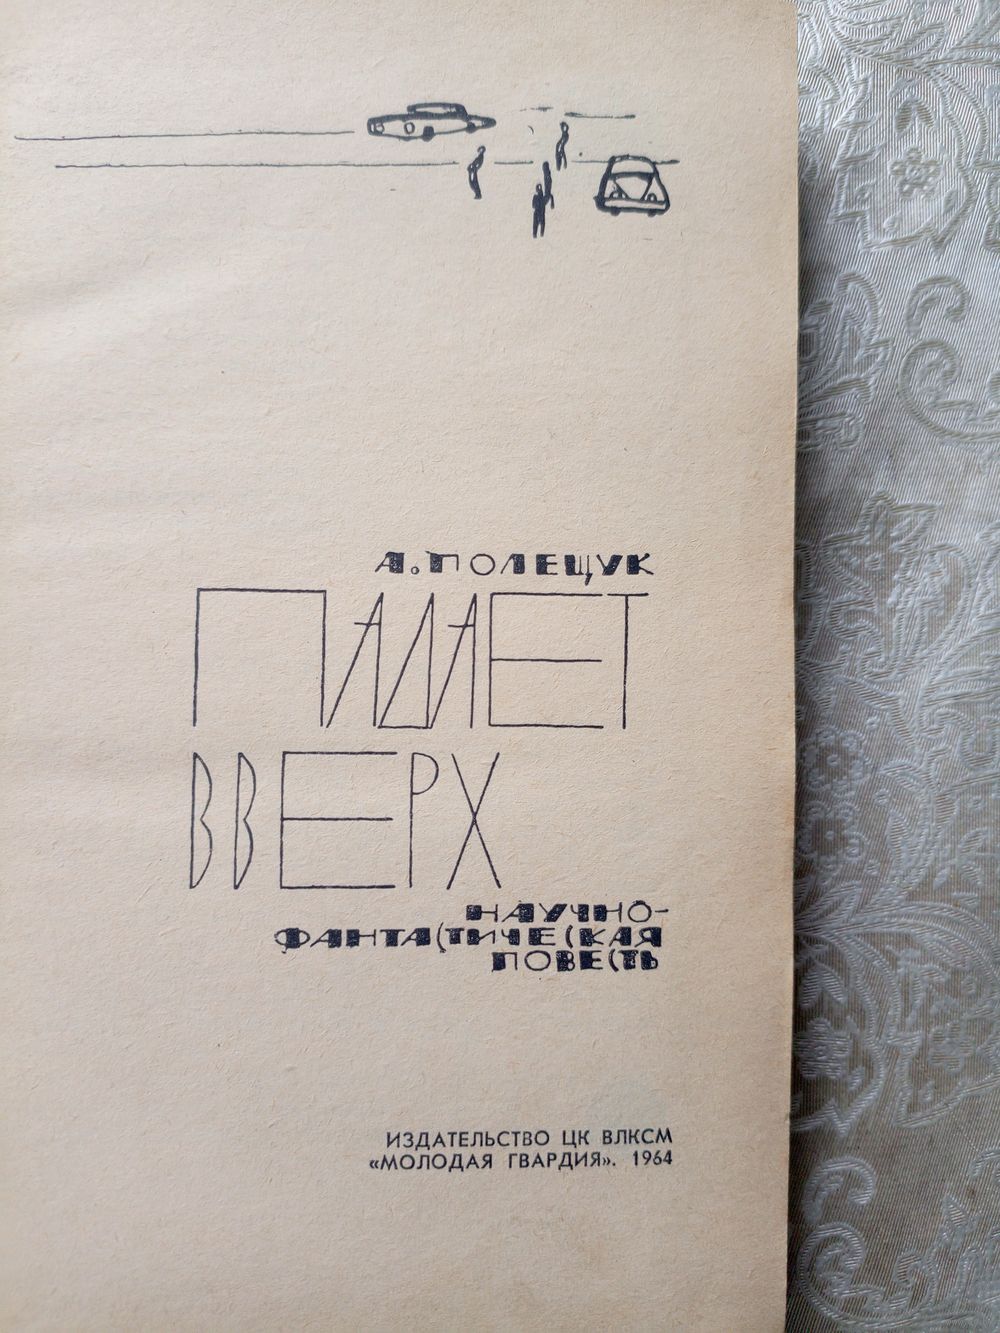 А. ПОЛЕЩУК
ПАДАЕТ
ВВЕРХ
НАУЧНО-
ФАНТАСТИЧЕСКАЯ
ПОВЕСТЬ
ИЗДАТЕЛЬСТВО ЦК ВЛКСМ
«МОЛОДАЯ ГВАРДИЯ». 1964